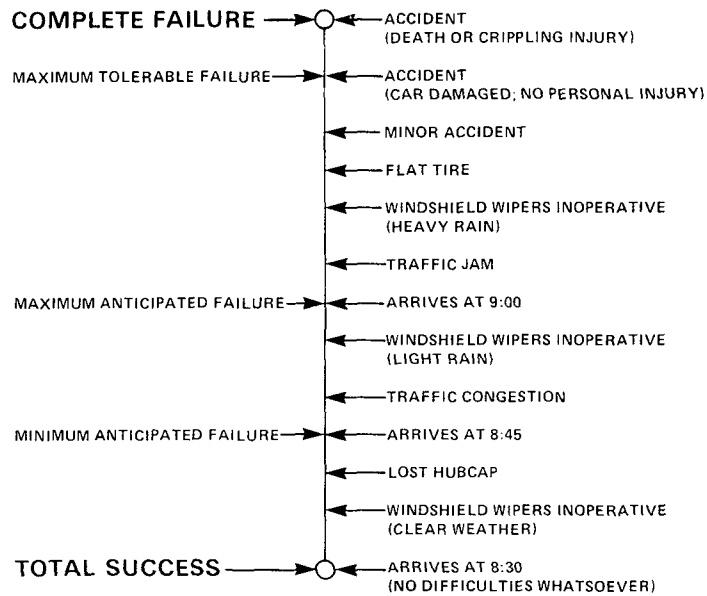 COMPLETE FAILURE
ACCIDENT
(DEATH OR CRIPPLING INJURY)
MAXIMUM TOLERABLE FAILURE
ACCIDENT
(CAR DAMAGED; NO PERSONAL INJURY)
MINOR ACCIDENT
FLAT TIRE
WINDSHIELD WIPERS INOPERATIVE
(HEAVY RAIN)
TRAFFIC JAM
MAXIMUM ANTICIPATED FAILURE
ARRIVES AT 9:00
WINDSHIELD WIPERS INOPERATIVE
(LIGHT RAIN)
TRAFFIC CONGESTION
MINIMUM ANTICIPATED FAILURE
ARRIVES AT 8:45
LOST HUBCAP
WINDSHIELD WIPERS INOPERATIVE
(CLEAR WEATHER)
TOTAL SUCCESS
ARRIVES AT 8:30
(NO DIFFICULTIES WHATSOEVER)